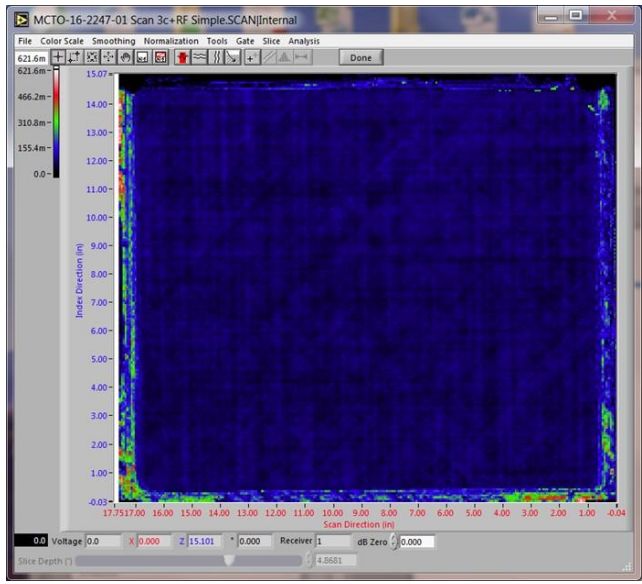 MCTO-16-2247-01 Scan 3c+RF Simple.SCAN|Internal
File Color Scale Smoothing Normalization Tools Gate Slice Analysis
621.6m
Done
621.6m
466.2m
310.8m
155.4m
0.0
15.07
14.00
13.00
12.00
11.00
10.00
9.00
8.00
7.00
6.00
5.00
4.00
3.00
2.00
1.00
-0.03
Index Direction (in)
17.75 17.00 16.00 15.00 14.00 13.00 12.00 11.00 10.00 9.00 8.00 7.00 6.00 5.00 4.00 3.00 2.00 1.00 -0.04
Scan Direction (in)
0.0 Voltage 0.0 X 0.000 Z 15.101 * 0.000 Receiver 1 dB Zero 0.000
Slice Depth (") 4.8681